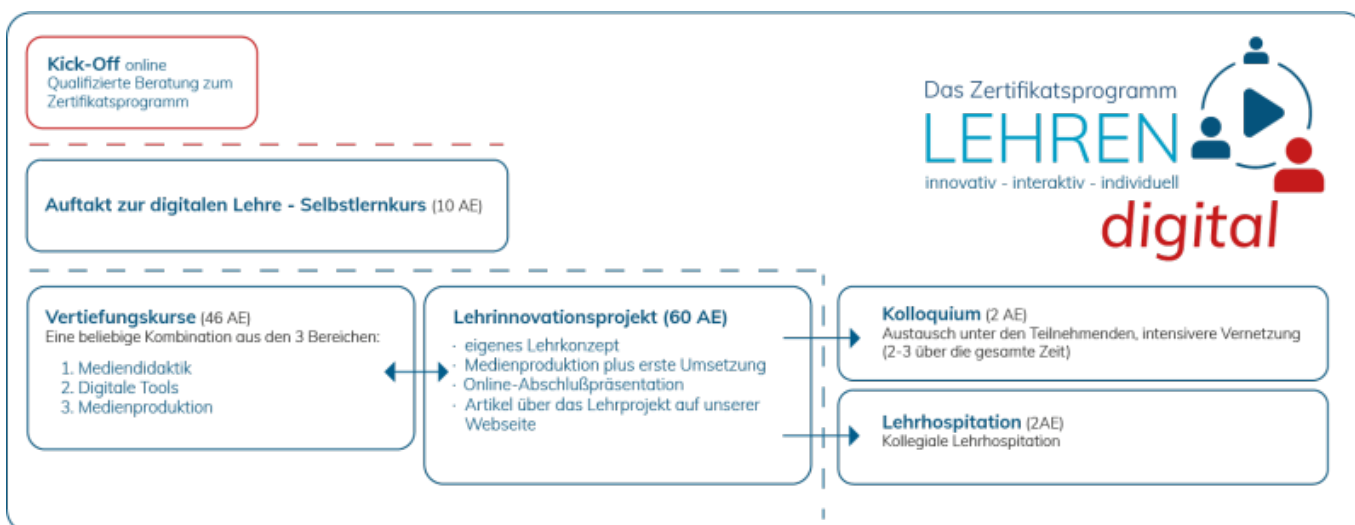 Kick-Off online
Qualifizierte Beratung zum
Zertifikatsprogramm
Das Zertifikatsprogramm
LEHREN
innovativ - interaktiv - individuell
digital
Auftakt zur digitalen Lehre - Selbstlernkurs (10 AE)
Vertiefungskurse (46 AE)
Eine beliebige Kombination aus den 3 Bereichen:
1. Mediendidaktik
2. Digitale Tools
3. Medienproduktion
Lehrinnovationsprojekt (60 AE)
· eigenes Lehrkonzept
· Medienproduktion plus erste Umsetzung
· Online-Abschlußpräsentation
· Artikel über das Lehrprojekt auf unserer
Webseite
Kolloquium (2 AE)
Austausch unter den Teilnehmenden, intensivere Vernetzung
(2-3 über die gesamte Zeit)
Lehrhospitation (2AE)
Kollegiale Lehrhospitation